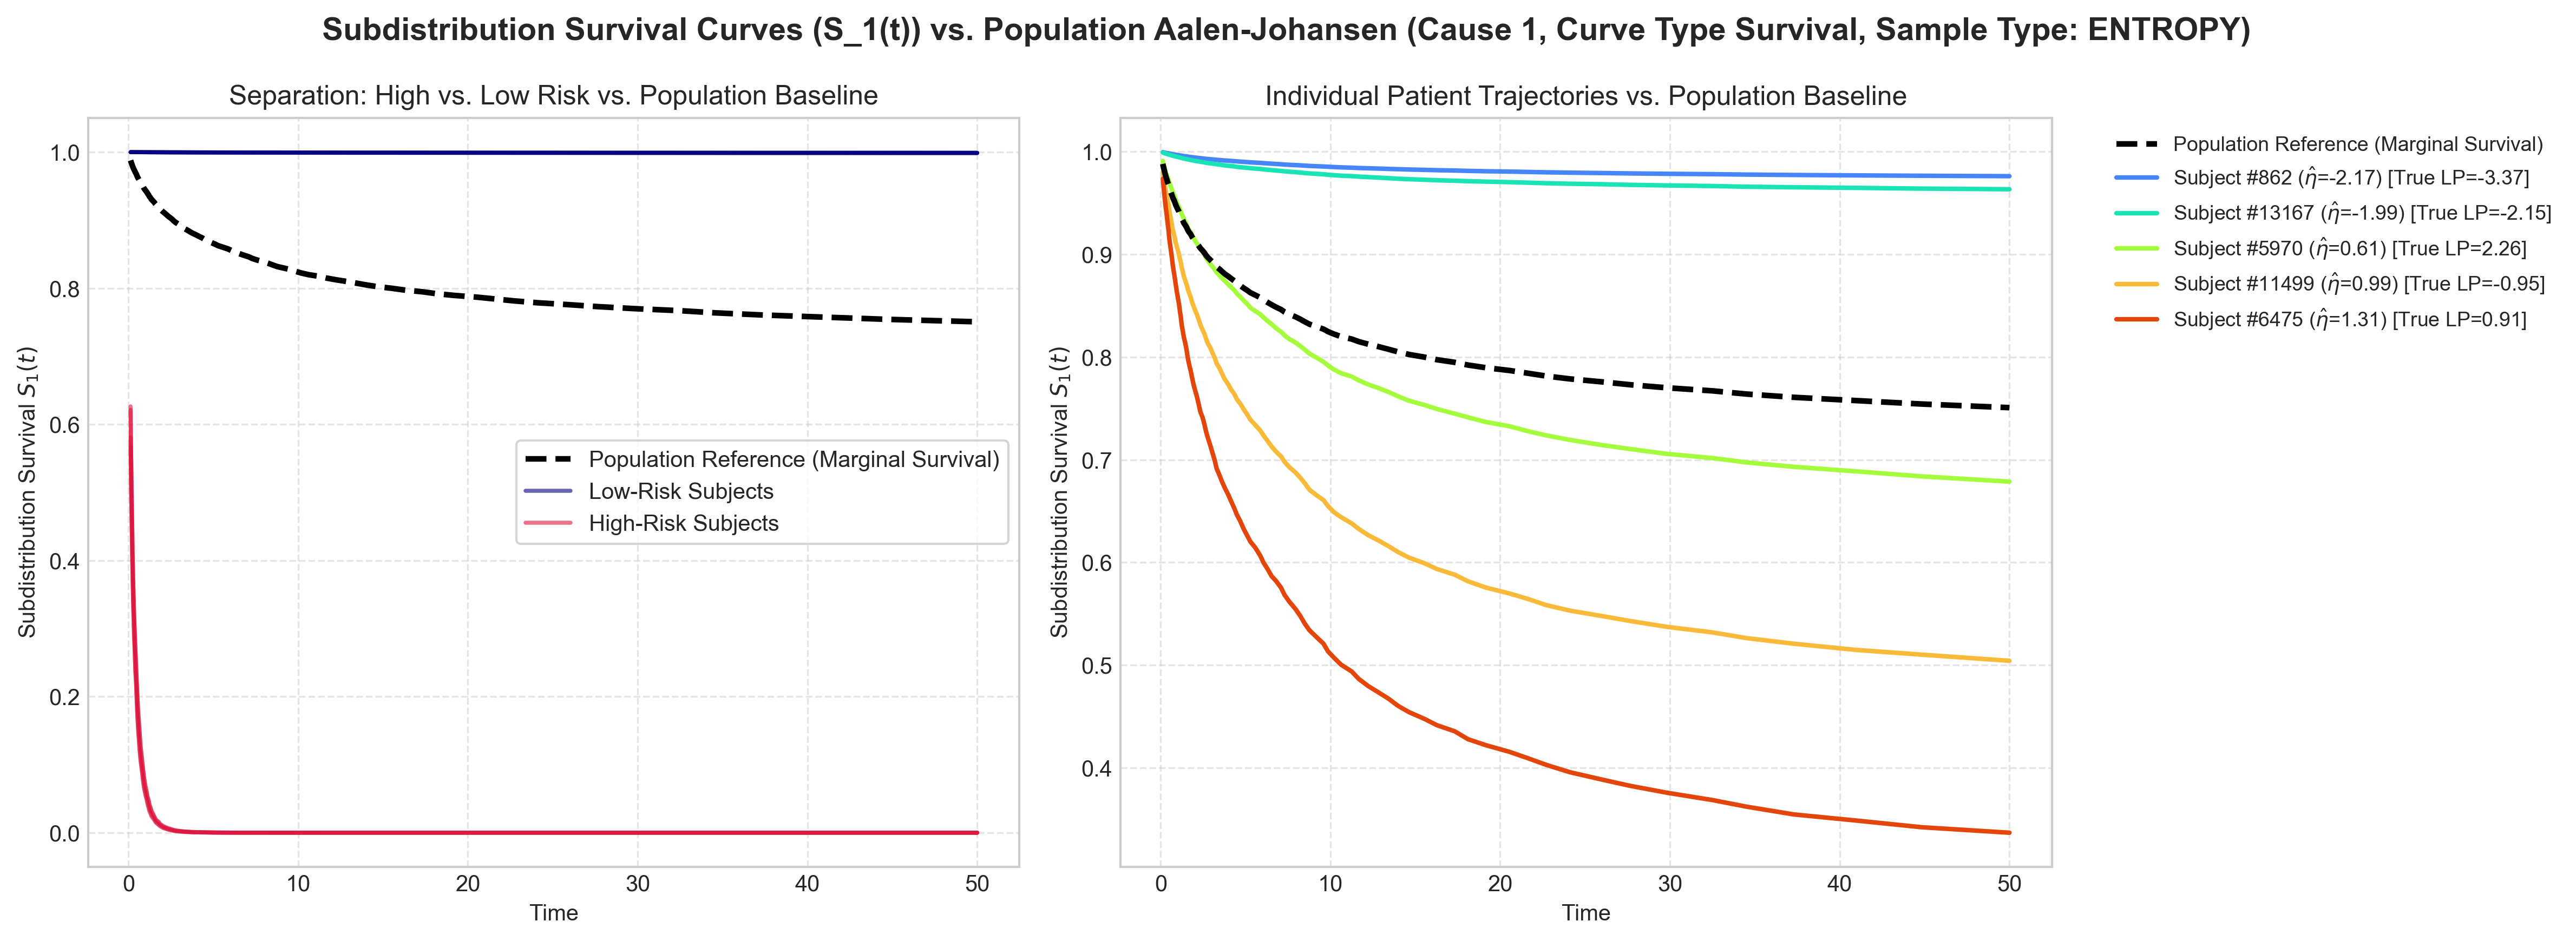 Subdistribution Survival Curves (S_1(t)) vs. Population Aalen-Johansen (Cause 1, Curve Type Survival, Sample Type: ENTROPY)
Separation: High vs. Low Risk vs. Population Baseline
Subdistribution Survival S₁(t)
1.0
0.8
0.6
0.4
0.2
0.0
Population Reference (Marginal Survival)
Low-Risk Subjects
High-Risk Subjects
0 10 20 30 40 50
Time
Individual Patient Trajectories vs. Population Baseline
Subdistribution Survival S₁(t)
1.0
0.9
0.8
0.7
0.6
0.5
0.4
0 10 20 30 40 50
Time
Population Reference (Marginal Survival)
Subject #862 (η̂=-2.17) [True LP=-3.37]
Subject #13167 (η̂=-1.99) [True LP=-2.15]
Subject #5970 (η̂=0.61) [True LP=2.26]
Subject #11499 (η̂=0.99) [True LP=-0.95]
Subject #6475 (η̂=1.31) [True LP=0.91]